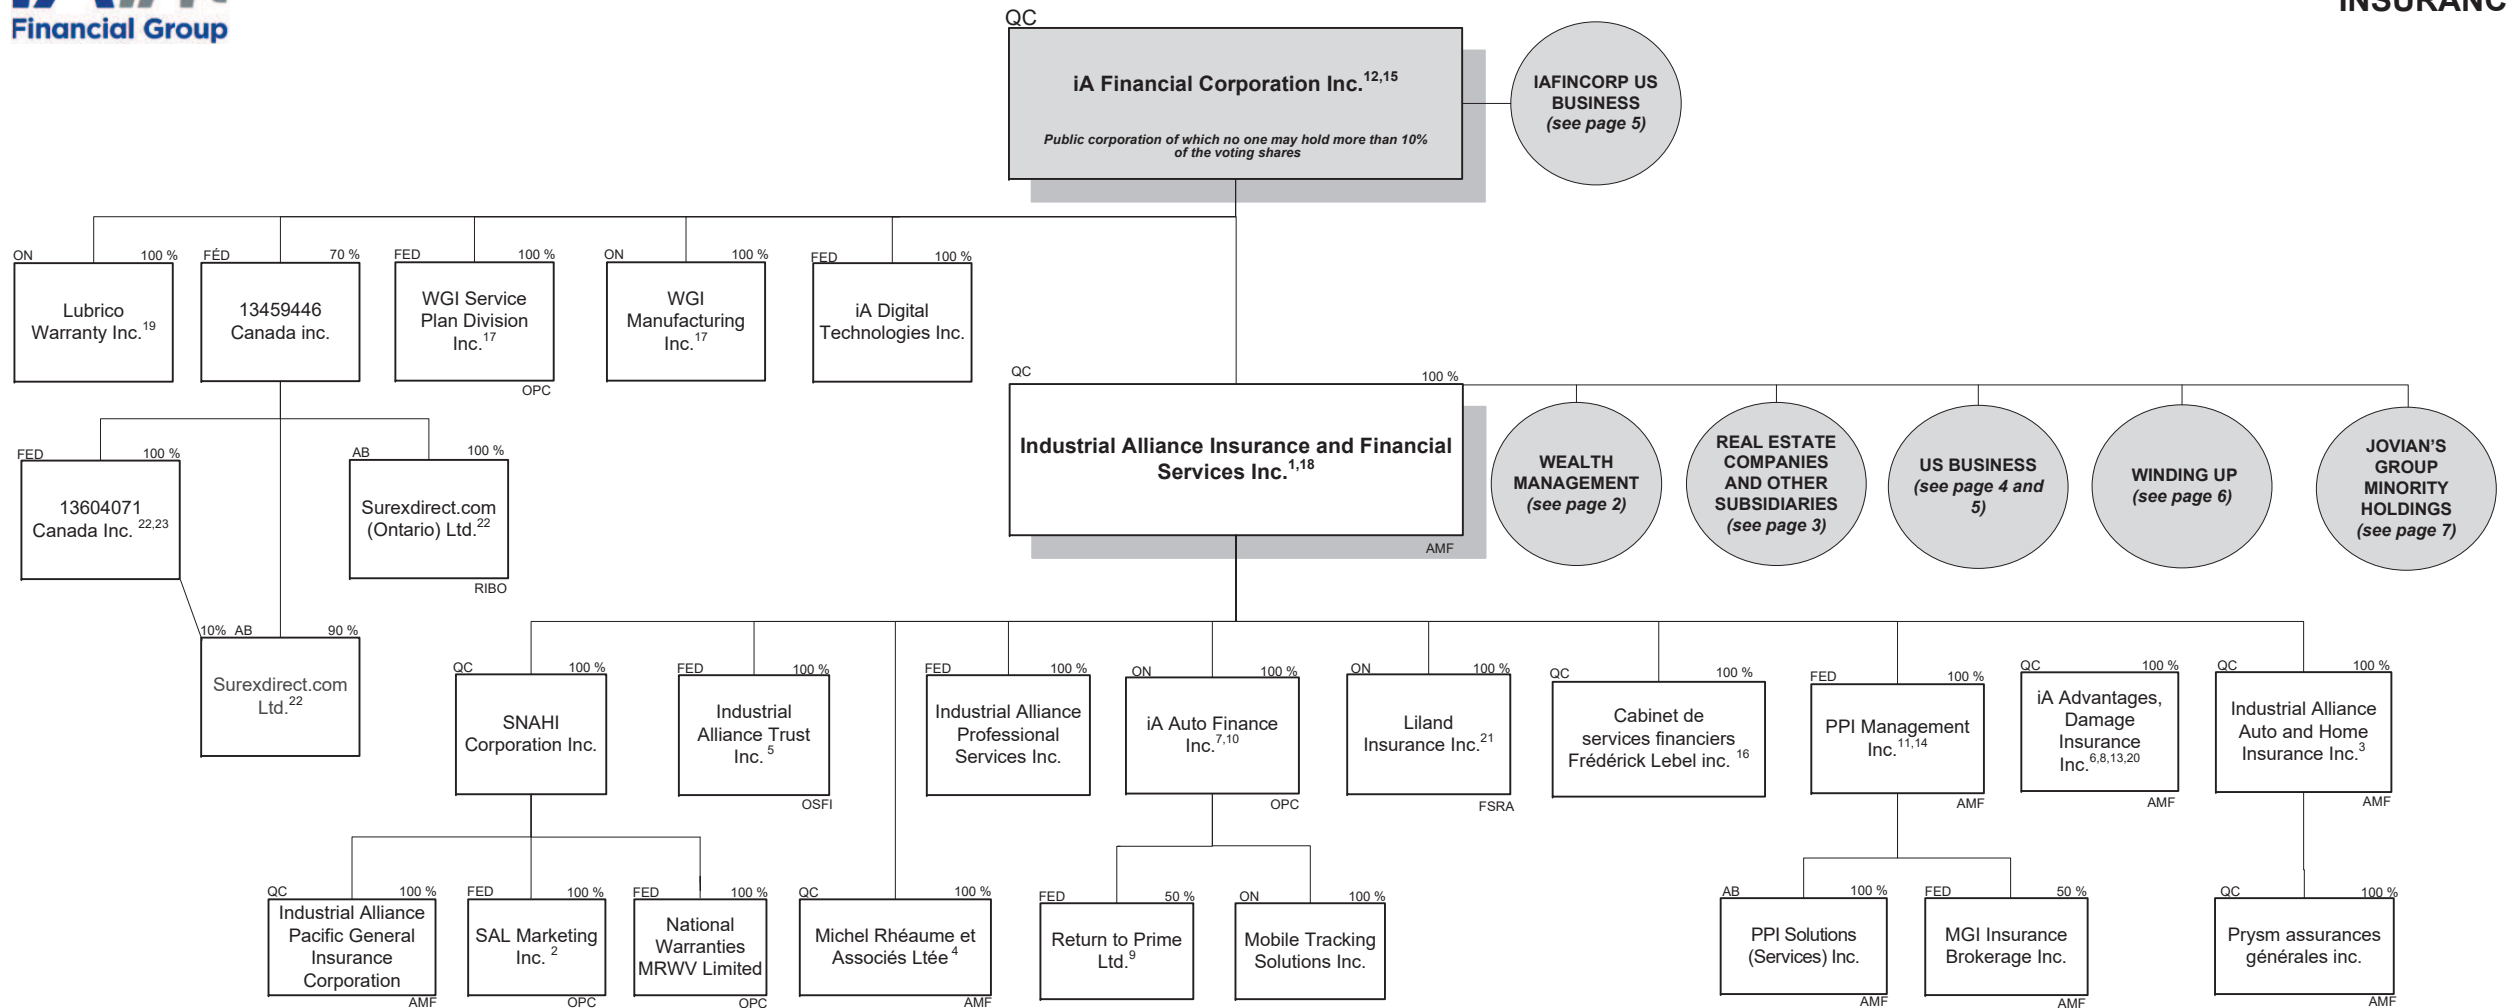 Financial Group
QC
iA Financial Corporation Inc.12,15
Public corporation of which no one may hold more than 10%
of the voting shares
IAFINCORP US
BUSINESS
(see page 5)
ON 100 %
Lubrico
Warranty Inc.19
FÉD 70 %
13459446
Canada inc.
FED 100 %
WGI Service
Plan Division
Inc.17
OPC
ON 100 %
WGI
Manufacturing
Inc.17
FED 100 %
iA Digital
Technologies Inc.
QC 100 %
Industrial Alliance Insurance and Financial
Services Inc.1,18
AMF
WEALTH
MANAGEMENT
(see page 2)
REAL ESTATE
COMPANIES
AND OTHER
SUBSIDIARIES
(see page 3)
US BUSINESS
(see page 4 and
5)
WINDING UP
(see page 6)
JOVIAN'S
GROUP
MINORITY
HOLDINGS
(see page 7)
FED 100 %
13604071
Canada Inc. 22,23
AB 100 %
Surexdirect.com
(Ontario) Ltd.22
RIBO
10% AB 90 %
Surexdirect.com
Ltd.22
QC 100 %
SNAHI
Corporation Inc.
FED 100 %
Industrial
Alliance Trust
Inc. 5
OSFI
FED 100 %
Industrial Alliance
Professional
Services Inc.
ON 100 %
iA Auto Finance
Inc.7,10
OPC
ON 100 %
Liland
Insurance Inc.21
FSRA
QC 100 %
Cabinet de
services financiers
Frédérick Lebel inc. 16
FED 100 %
PPI Management
Inc.11,14
AMF
QC 100 %
iA Advantages,
Damage
Insurance
Inc.6,8,13,20
AMF
QC 100 %
Industrial Alliance
Auto and Home
Insurance Inc.3
AMF
QC 100 %
Industrial Alliance
Pacific General
Insurance
Corporation
AMF
FED 100 %
SAL Marketing
Inc. 2
OPC
FED 100 %
National
Warranties
MRWV Limited
OPC
QC 100 %
Michel Rhéaume et
Associés Ltée 4
AMF
FED 50 %
Return to Prime
Ltd.9
ON 100 %
Mobile Tracking
Solutions Inc.
AB 100 %
PPI Solutions
(Services) Inc.
AMF
FED 50 %
MGI Insurance
Brokerage Inc.
AMF
QC 100 %
Prysm assurances
générales inc.
AMF